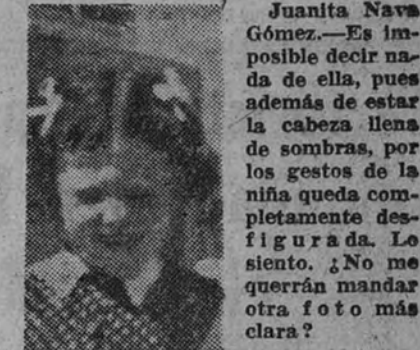 Juanita Nava
Gómez.—Es im-
posible decir na-
da de ella, pues
además de estar
la cabeza llena
de sombras, por
los gestos de la
niña queda com-
pletamente des-
figurada. Lo
siento. ¿No me
querrán mandar
otra foto más
clara?